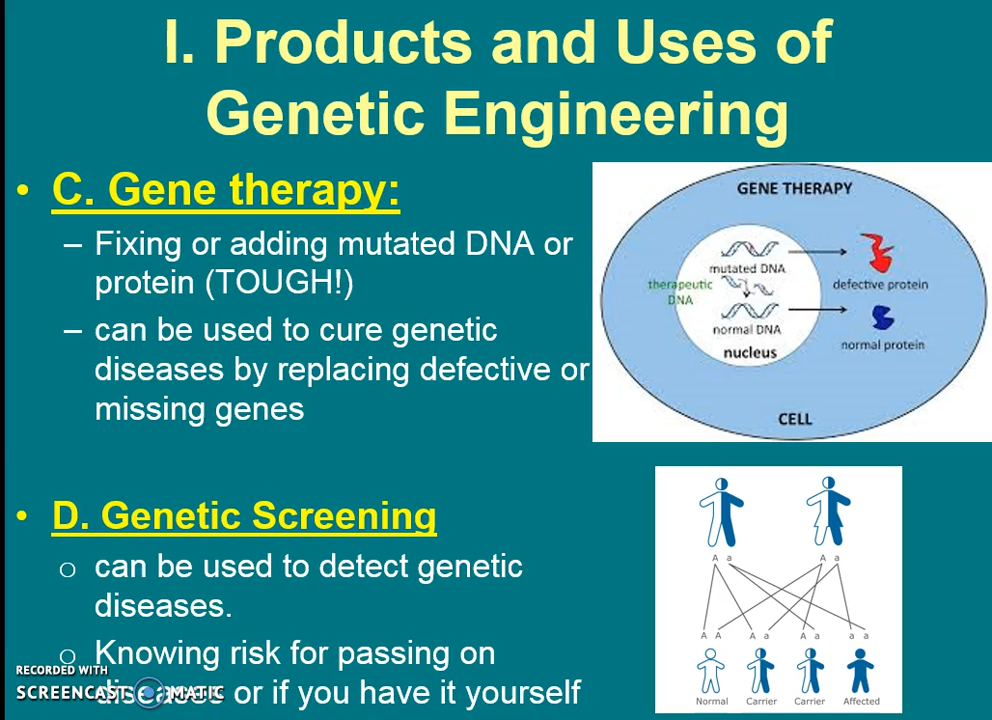 I. Products and Uses of
Genetic Engineering
• C. Gene therapy:
– Fixing or adding mutated DNA or
protein (TOUGH!)
– can be used to cure genetic
diseases by replacing defective or
missing genes
GENE THERAPY
mutated DNA
therapeutic
DNA
defective protein
normal DNA
normal protein
nucleus
CELL
• D. Genetic Screening
o can be used to detect genetic
diseases.
o Knowing risk for passing on
diseases or if you have it yourself
A a A a
A A A a A a a a
Normal Carrier Carrier Affected
RECORDED WITH
SCREENCAST MATIC